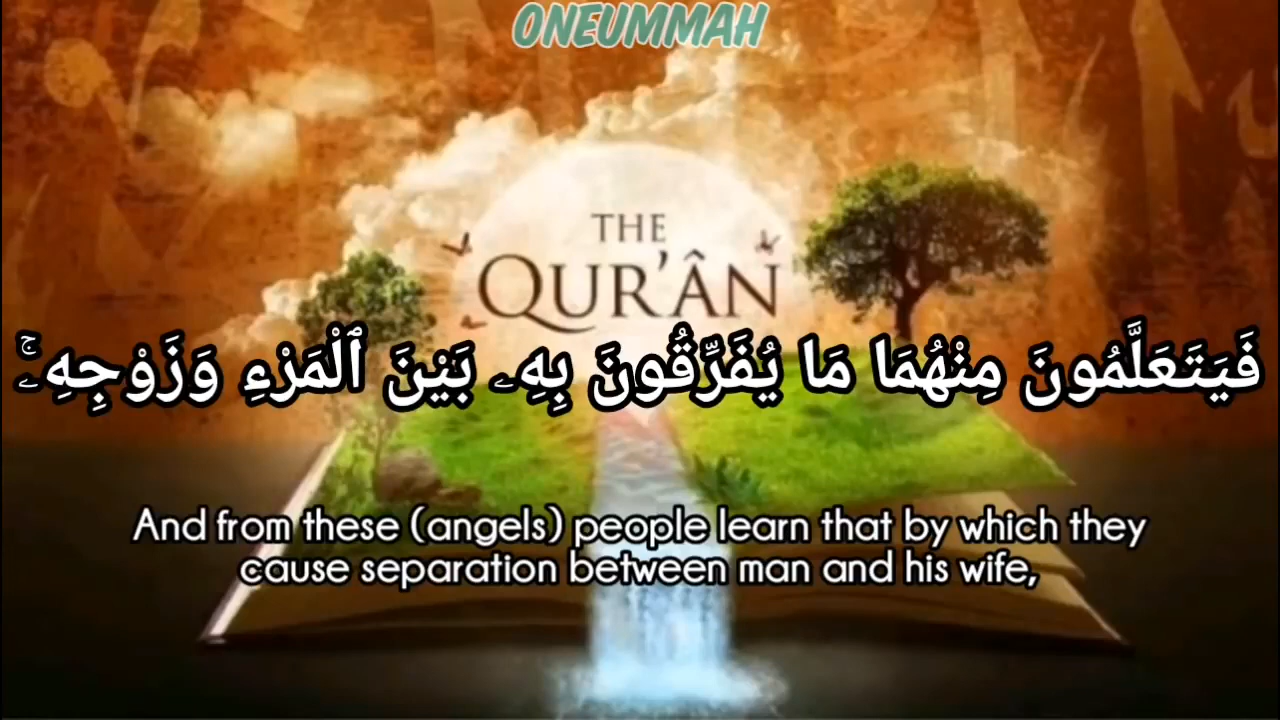 ONEUMMAH
THE
QUR'ÂN
فَيَتَعَلَّمُونَ مِنْهُمَا مَا يُفَرِّقُونَ بِهِۦ بَيْنَ ٱلْمَرْءِ وَزَوْجِهِۦۚ
And from these (angels) people learn that by which they
cause separation between man and his wife,